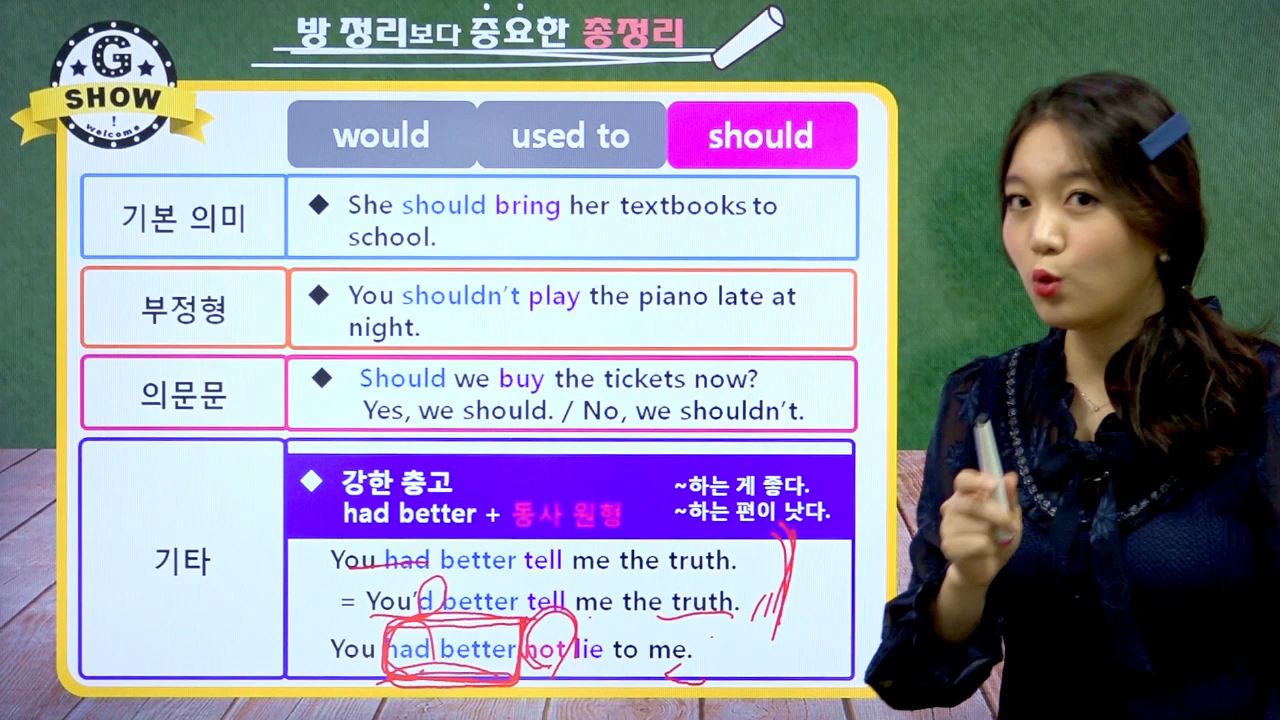 방 정리보다 중요한 총정리
G
SHOW
!
welcome
would used to should
기본 의미
◆ She should bring her textbooks to
school.
부정형
◆ You shouldn't play the piano late at
night.
의문문
◆ Should we buy the tickets now?
Yes, we should. / No, we shouldn't.
기타
◆ 강한 충고 ~하는 게 좋다.
had better + 동사 원형 ~하는 편이 낫다.
You had better tell me the truth.
= You'd better tell me the truth.
You had better not lie to me.